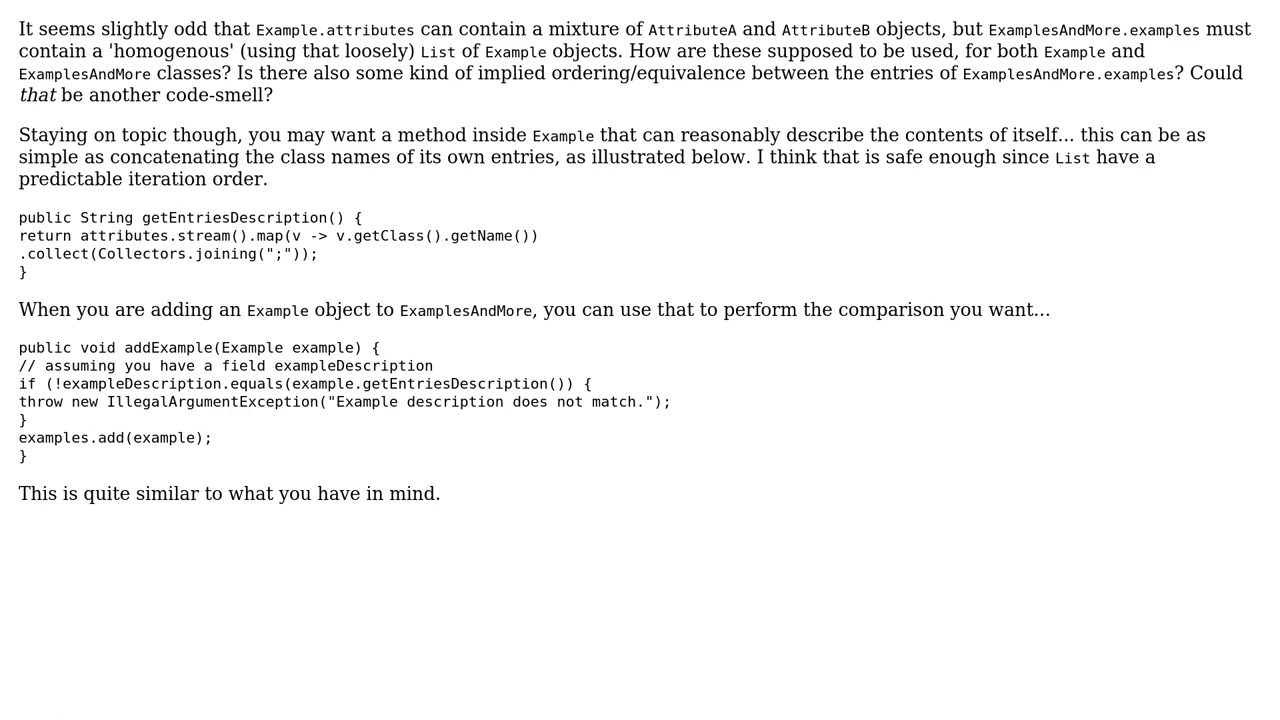 It seems slightly odd that Example.attributes can contain a mixture of AttributeA and AttributeB objects, but ExamplesAndMore.examples must
contain a 'homogenous' (using that loosely) List of Example objects. How are these supposed to be used, for both Example and
ExamplesAndMore classes? Is there also some kind of implied ordering/equivalence between the entries of ExamplesAndMore.examples? Could
that be another code-smell?
Staying on topic though, you may want a method inside Example that can reasonably describe the contents of itself... this can be as
simple as concatenating the class names of its own entries, as illustrated below. I think that is safe enough since List have a
predictable iteration order.
public String getEntriesDescription() {
return attributes.stream().map(v -> v.getClass().getName())
.collect(Collectors.joining(";"));
}
When you are adding an Example object to ExamplesAndMore, you can use that to perform the comparison you want...
public void addExample(Example example) {
// assuming you have a field exampleDescription
if (!exampleDescription.equals(example.getEntriesDescription()) {
throw new IllegalArgumentException("Example description does not match.");
}
examples.add(example);
}
This is quite similar to what you have in mind.